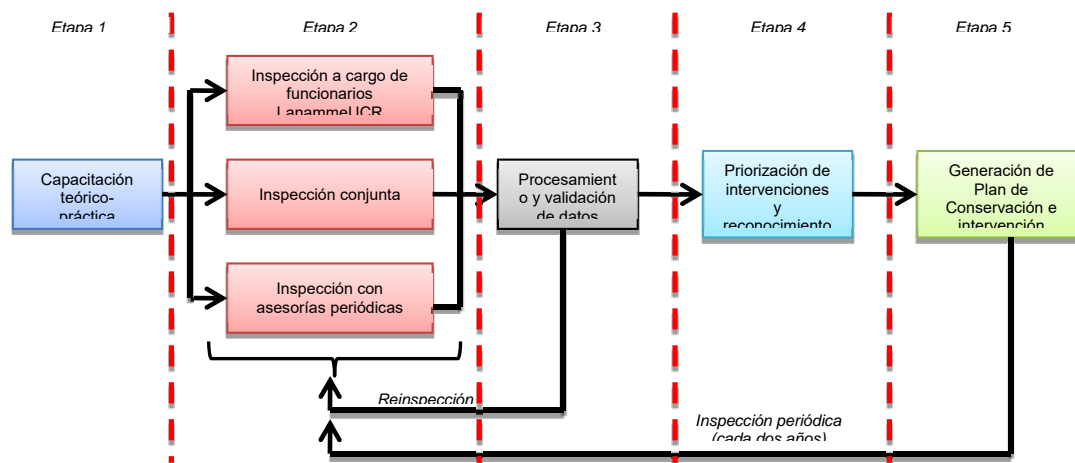 Etapa 1
Etapa 2
Etapa 3
Etapa 4
Etapa 5
Capacitación
teórico-
práctica
Inspección a cargo de
funcionarios
LanammeUCR
Inspección conjunta
Inspección con
asesorías periódicas
Procesamient
o y validación
de datos
Priorización de
intervenciones
y
reconocimiento
Generación de
Plan de
Conservación e
intervención
Reinspección
Inspección periódica
(cada dos años)